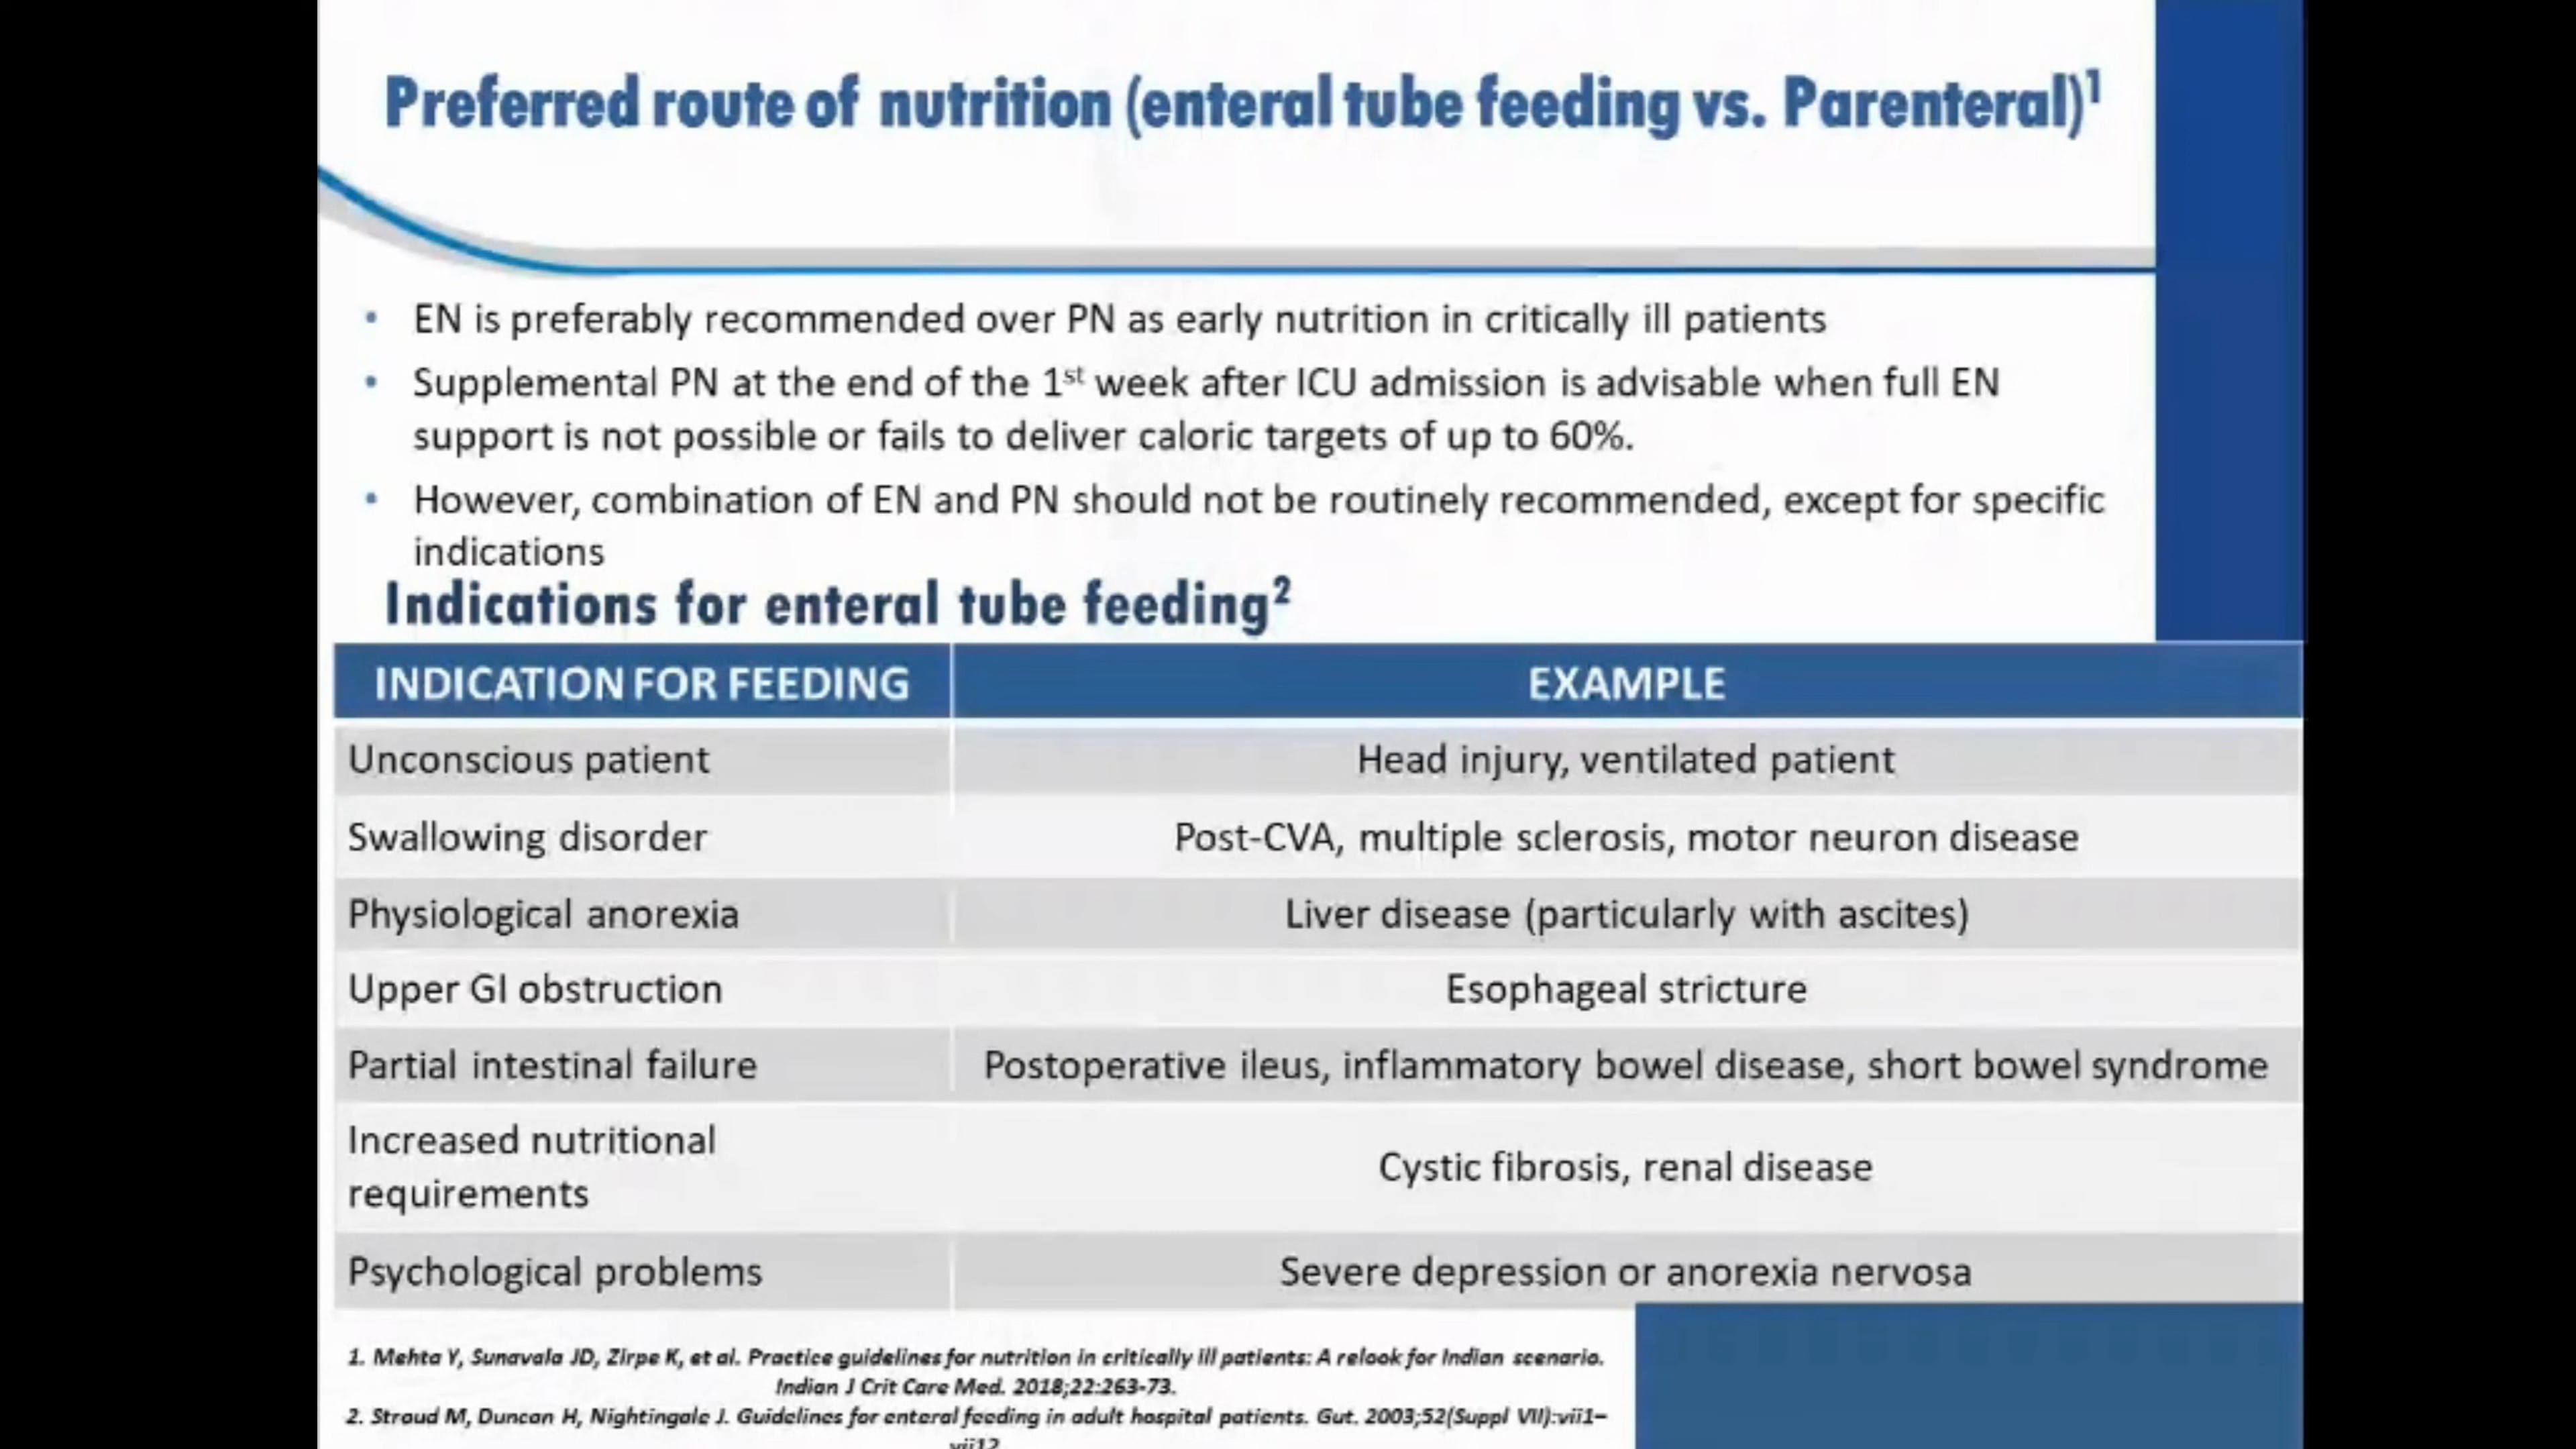 Preferred route of nutrition (enteral tube feeding vs. Parenteral)¹
• EN is preferably recommended over PN as early nutrition in critically ill patients
• Supplemental PN at the end of the 1st week after ICU admission is advisable when full EN
support is not possible or fails to deliver caloric targets of up to 60%.
• However, combination of EN and PN should not be routinely recommended, except for specific
indications
Indications for enteral tube feeding²
INDICATION FOR FEEDING EXAMPLE
Unconscious patient Head injury, ventilated patient
Swallowing disorder Post-CVA, multiple sclerosis, motor neuron disease
Physiological anorexia Liver disease (particularly with ascites)
Upper GI obstruction Esophageal stricture
Partial intestinal failure Postoperative ileus, inflammatory bowel disease, short bowel syndrome
Increased nutritional
requirements Cystic fibrosis, renal disease
Psychological problems Severe depression or anorexia nervosa
1. Mehta Y, Sunavala JD, Zirpe K, et al. Practice guidelines for nutrition in critically ill patients: A relook for Indian scenario.
Indian J Crit Care Med. 2018;22:263-73.
2. Stroud M, Duncan H, Nightingale J. Guidelines for enteral feeding in adult hospital patients. Gut. 2003;52(Suppl VII):vii1–
vii12